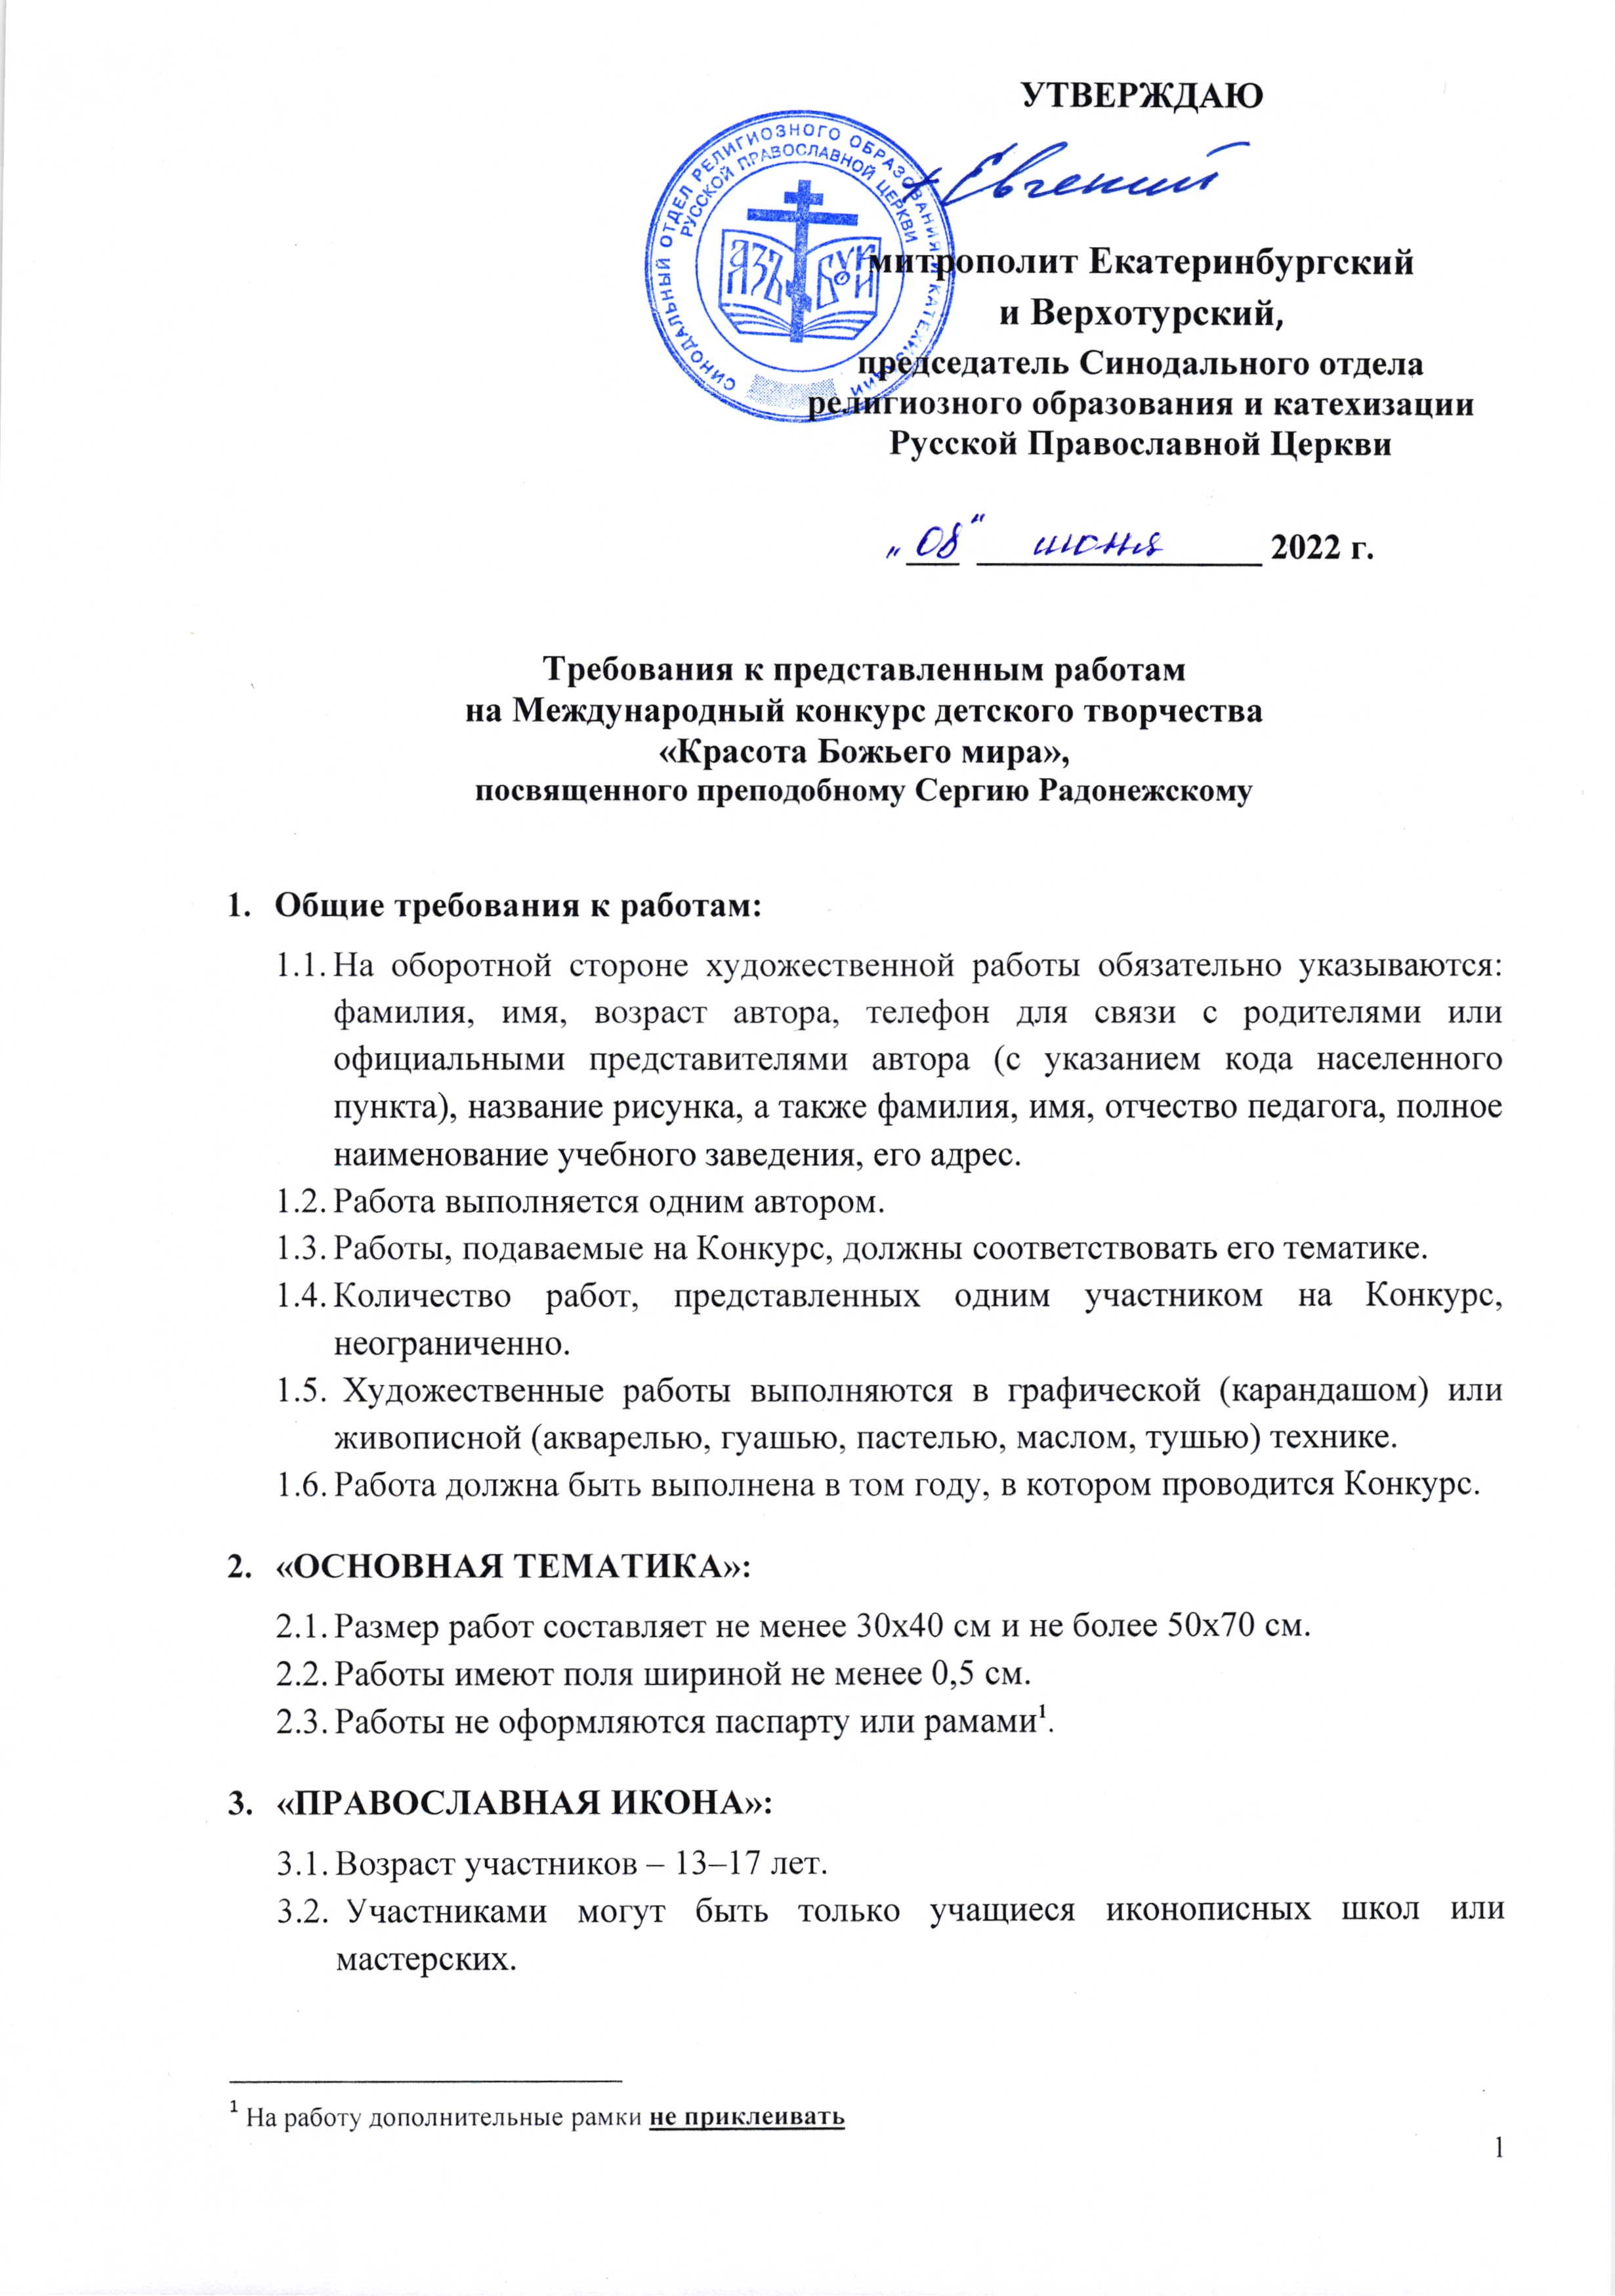 УТВЕРЖДАЮ
+ Евгений
СИНОДАЛЬНЫЙ ОТДЕЛ РЕЛИГИОЗНОГО ОБРАЗОВАНИЯ И КАТЕХИЗАЦИИ
РУССКОЙ ПРАВОСЛАВНОЙ ЦЕРКВИ
АЗЪ БУКИ
митрополит Екатеринбургский
и Верхотурский,
председатель Синодального отдела
религиозного образования и катехизации
Русской Православной Церкви
„ 08 “ июня 2022 г.
Требования к представленным работам
на Международный конкурс детского творчества
«Красота Божьего мира»,
посвященного преподобному Сергию Радонежскому
1. Общие требования к работам:
1.1. На оборотной стороне художественной работы обязательно указываются:
фамилия, имя, возраст автора, телефон для связи с родителями или
официальными представителями автора (с указанием кода населенного
пункта), название рисунка, а также фамилия, имя, отчество педагога, полное
наименование учебного заведения, его адрес.
1.2. Работа выполняется одним автором.
1.3. Работы, подаваемые на Конкурс, должны соответствовать его тематике.
1.4. Количество работ, представленных одним участником на Конкурс,
неограниченно.
1.5. Художественные работы выполняются в графической (карандашом) или
живописной (акварелью, гуашью, пастелью, маслом, тушью) технике.
1.6. Работа должна быть выполнена в том году, в котором проводится Конкурс.
2. «ОСНОВНАЯ ТЕМАТИКА»:
2.1. Размер работ составляет не менее 30х40 см и не более 50х70 см.
2.2. Работы имеют поля шириной не менее 0,5 см.
2.3. Работы не оформляются паспарту или рамами¹.
3. «ПРАВОСЛАВНАЯ ИКОНА»:
3.1. Возраст участников – 13–17 лет.
3.2. Участниками могут быть только учащиеся иконописных школ или
мастерских.
¹ На работу дополнительные рамки не приклеивать
1